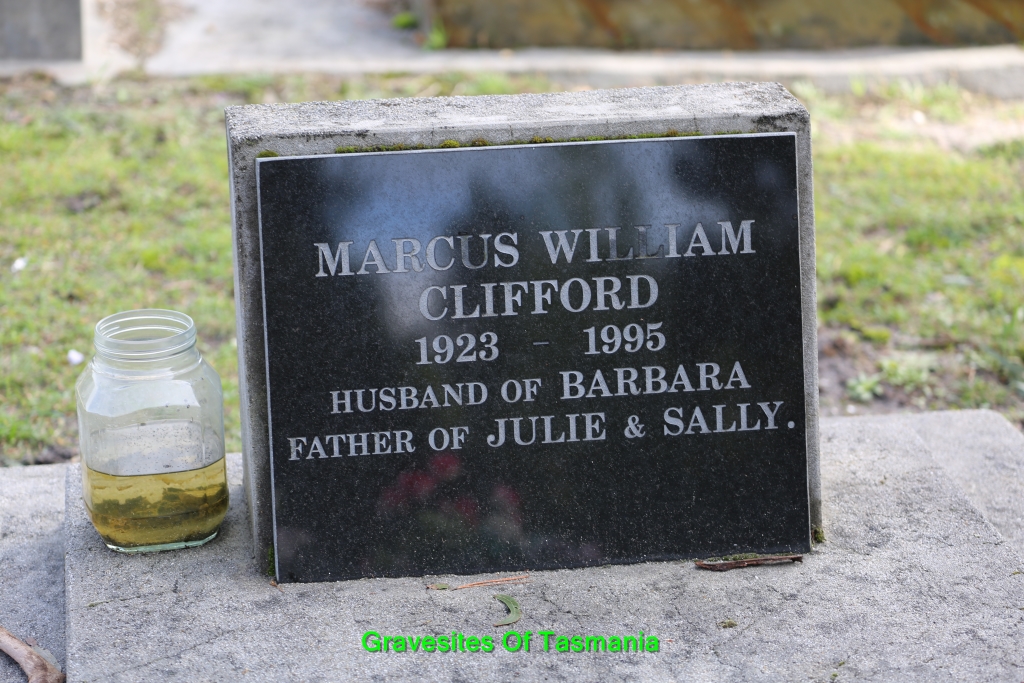 MARCUS WILLIAM
CLIFFORD
1923 - 1995
HUSBAND OF BARBARA
FATHER OF JULIE & SALLY.
Gravesites Of Tasmania